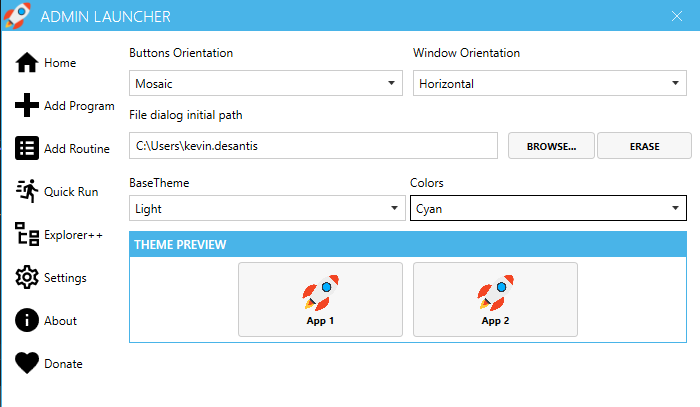 ADMIN LAUNCHER
Home
Add Program
Add Routine
Quick Run
Explorer++
Settings
About
Donate
Buttons Orientation
Window Orientation
Mosaic
Horizontal
File dialog initial path
C:\Users\kevin.desantis
BROWSE...
ERASE
BaseTheme
Colors
Light
Cyan
THEME PREVIEW
App 1
App 2